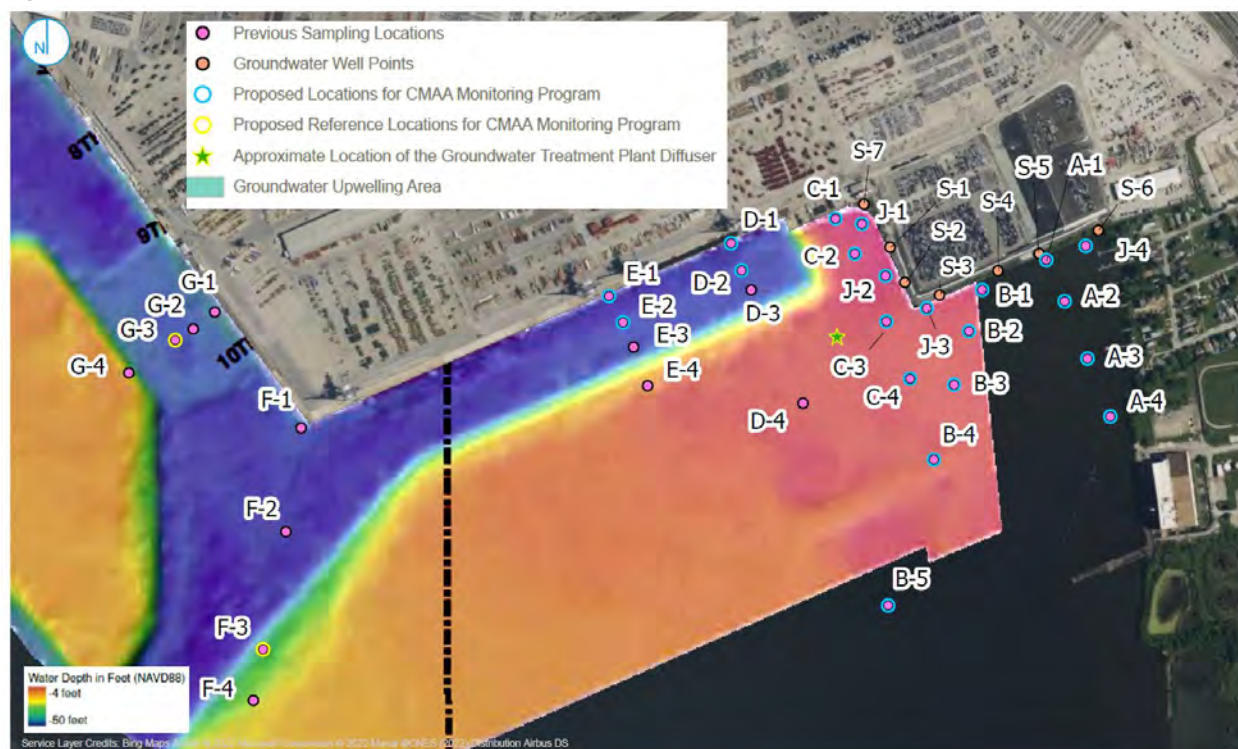 N
Previous Sampling Locations
Groundwater Well Points
Proposed Locations for CMAA Monitoring Program
Proposed Reference Locations for CMAA Monitoring Program
Approximate Location of the Groundwater Treatment Plant Diffuser
Groundwater Upwelling Area
S-7
C-1
J-1
S-1
S-4
S-5
A-1
S-6
D-1
C-2
S-2
S-3
J-4
D-2
J-2
E-1
D-3
B-1
A-2
E-2
B-2
G-1
G-2
G-3
E-3
C-3
J-3
A-3
G-4
E-4
C-4
B-3
D-4
A-4
F-1
B-4
F-2
B-5
F-3
F-4
8TI
9TI
10TI
Water Depth in Feet (NAVD88)
-4 feet
-50 feet
Service Layer Credits: Bing Maps
Distribution Airbus DS